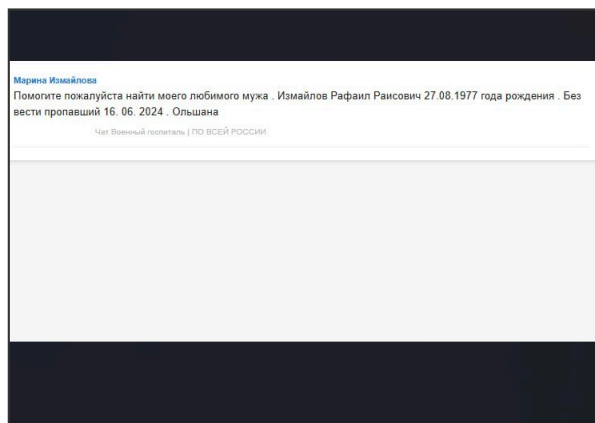 Марина Измайлова
Помогите пожалуйста найти моего любимого мужа . Измайлов Рафаил Раисович 27.08.1977 года рождения . Без
вести пропавший 16. 06. 2024 . Ольшана
Чат Военный госпиталь | ПО ВСЕЙ РОССИИ